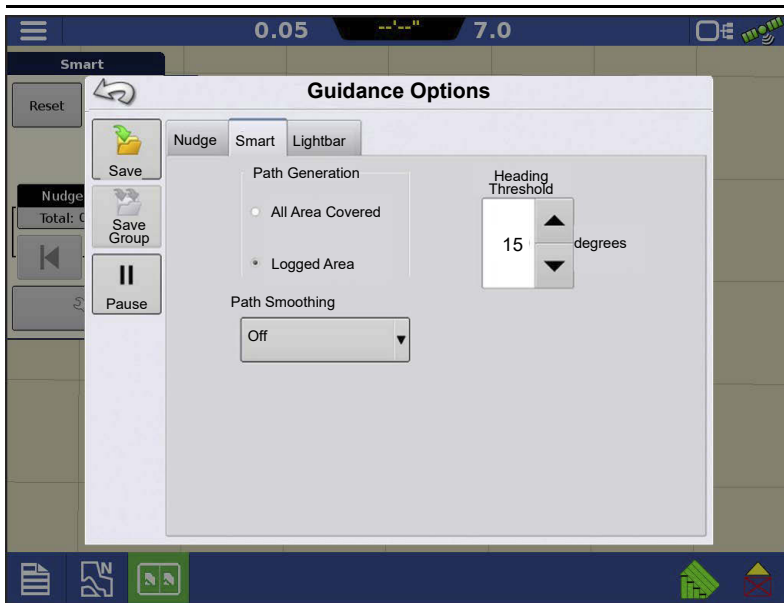 0.05 --'--" 7.0
Smart
Reset
Guidance Options
Nudge Smart Lightbar
Save
Path Generation
All Area Covered
Logged Area
Heading
Threshold
15 degrees
Nudge
Total:
Save
Group
Pause
Path Smoothing
Off
N